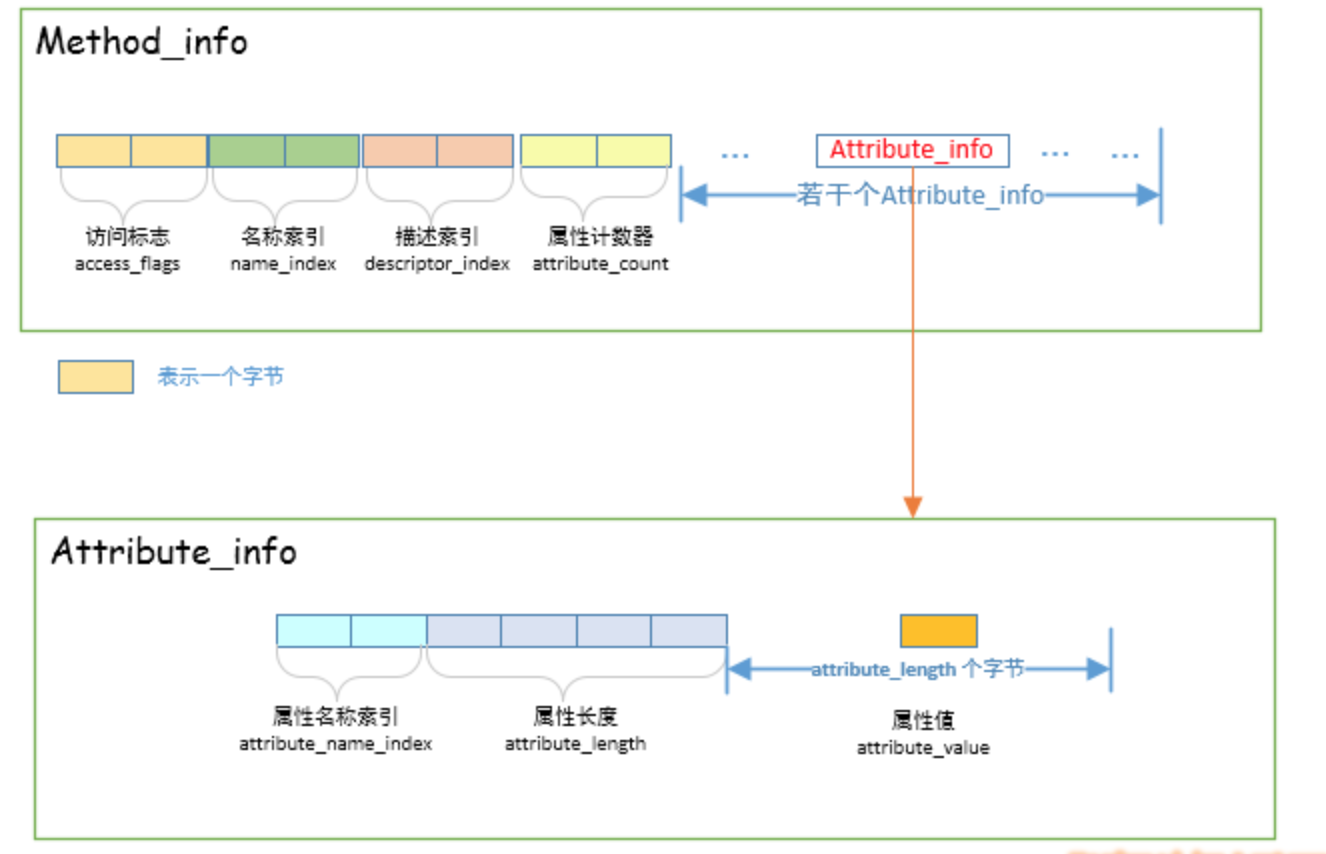 Method_info
... Attribute_info ... ...
若干个Attribute_info
访问标志 名称索引 描述索引 属性计数器
access_flags name_index descriptor_index attribute_count
表示一个字节
Attribute_info
attribute_length 个字节
属性名称索引 属性长度 属性值
attribute_name_index attribute_length attribute_value